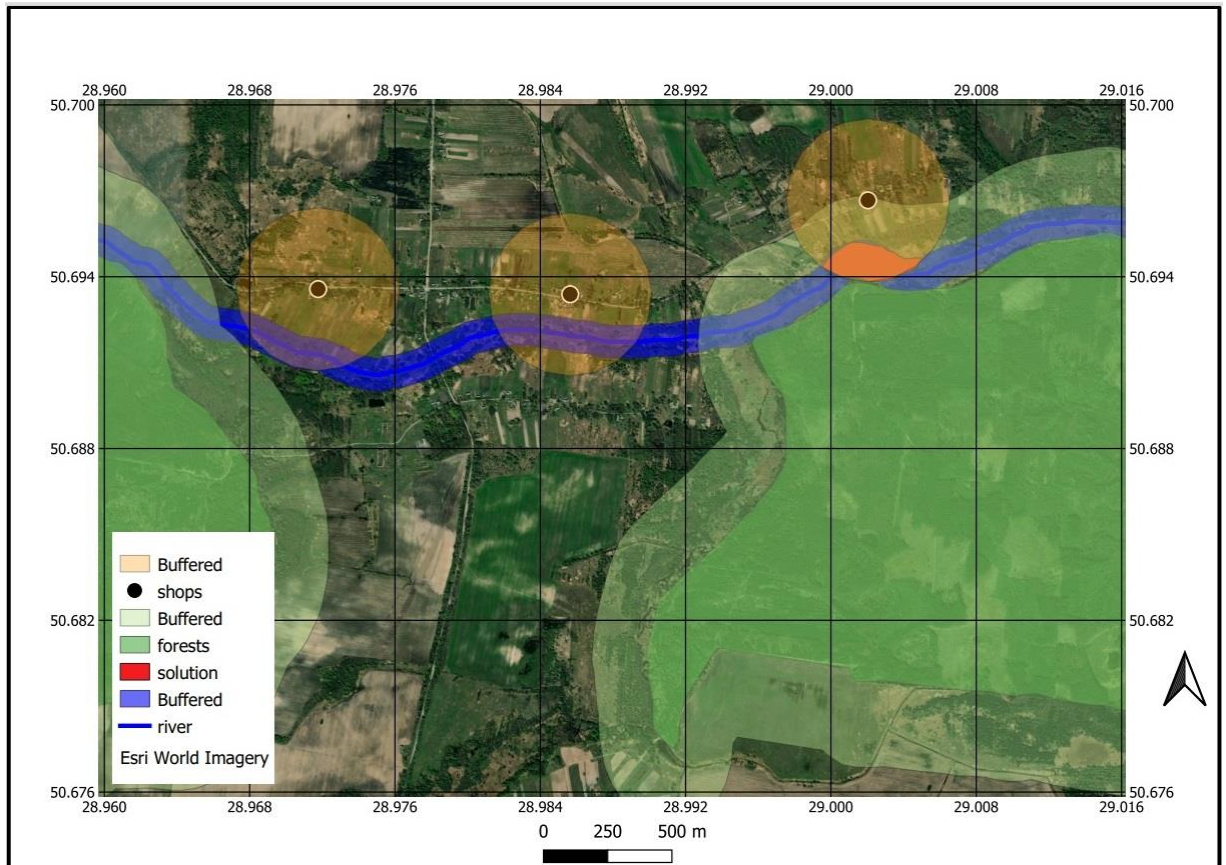 28.960 28.968 28.976 28.984 28.992 29.000 29.008 29.016
50.700 50.700
50.694 50.694
50.688 50.688
50.682 50.682
50.676 50.676
Buffered
shops
Buffered
forests
solution
Buffered
river
Esri World Imagery
28.960 28.968 28.976 28.984 28.992 29.000 29.008 29.016
0 250 500 m